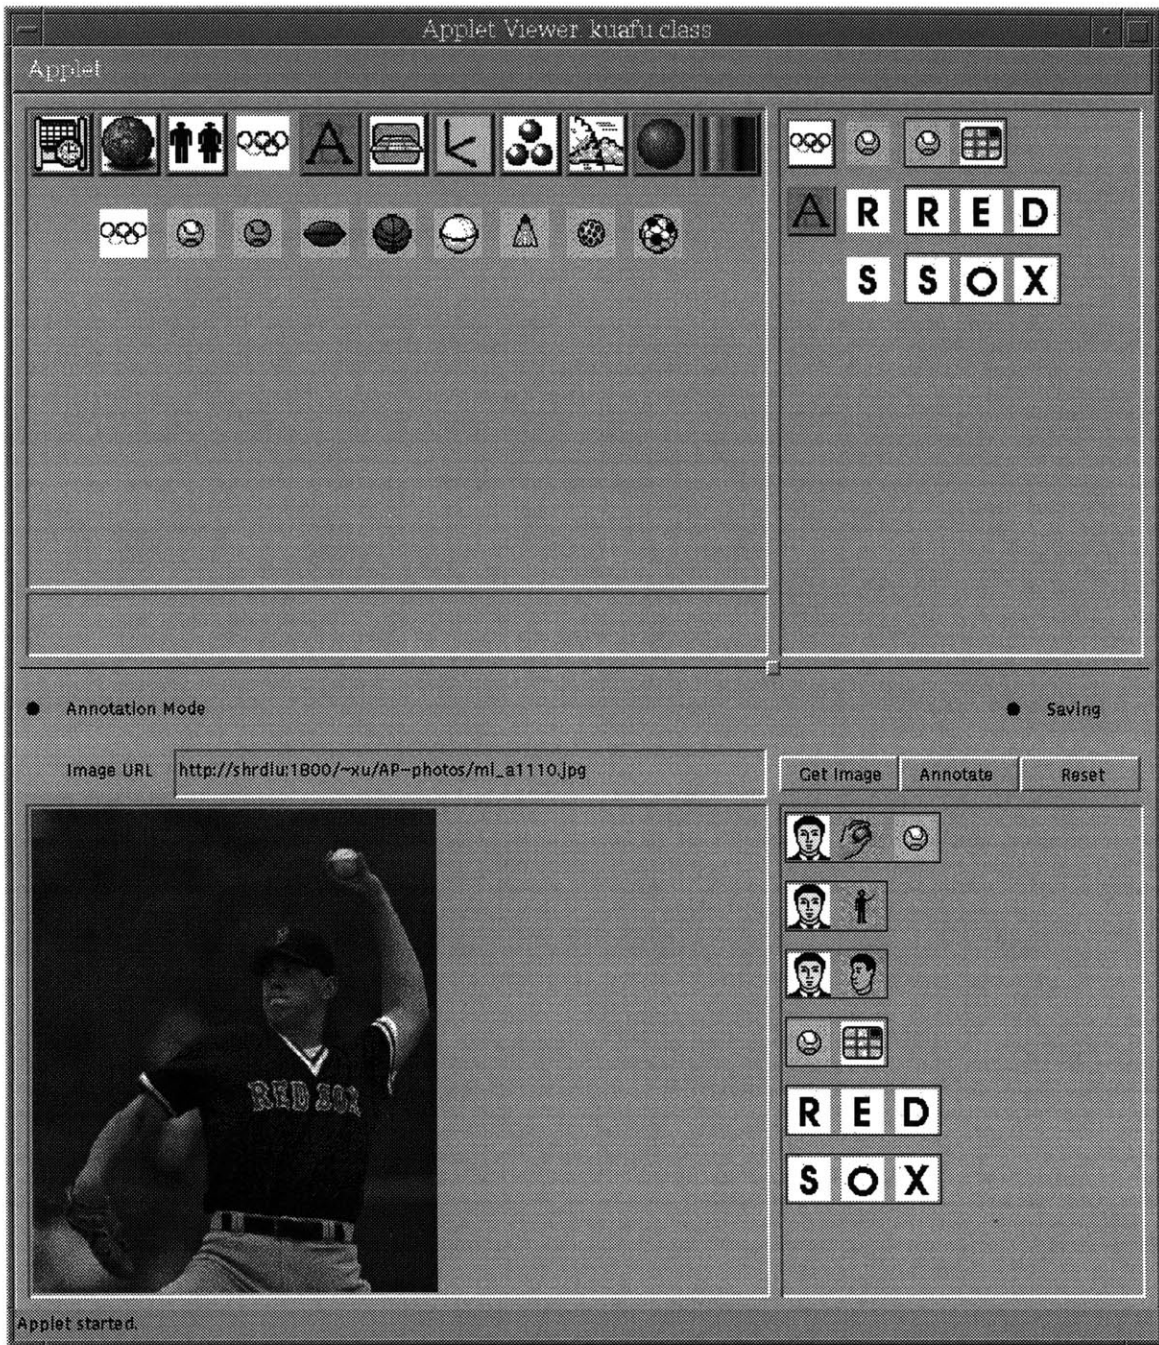 Applet Viewer: kuafu.class
Applet
A
A R R E D
S S O X
Annotation Mode
Saving
Image URL http://shrdlu:1800/~xu/AP-photos/ml_a1110.jpg
Get Image Annotate Reset
RED SOX
R E D
S O X
Applet started.